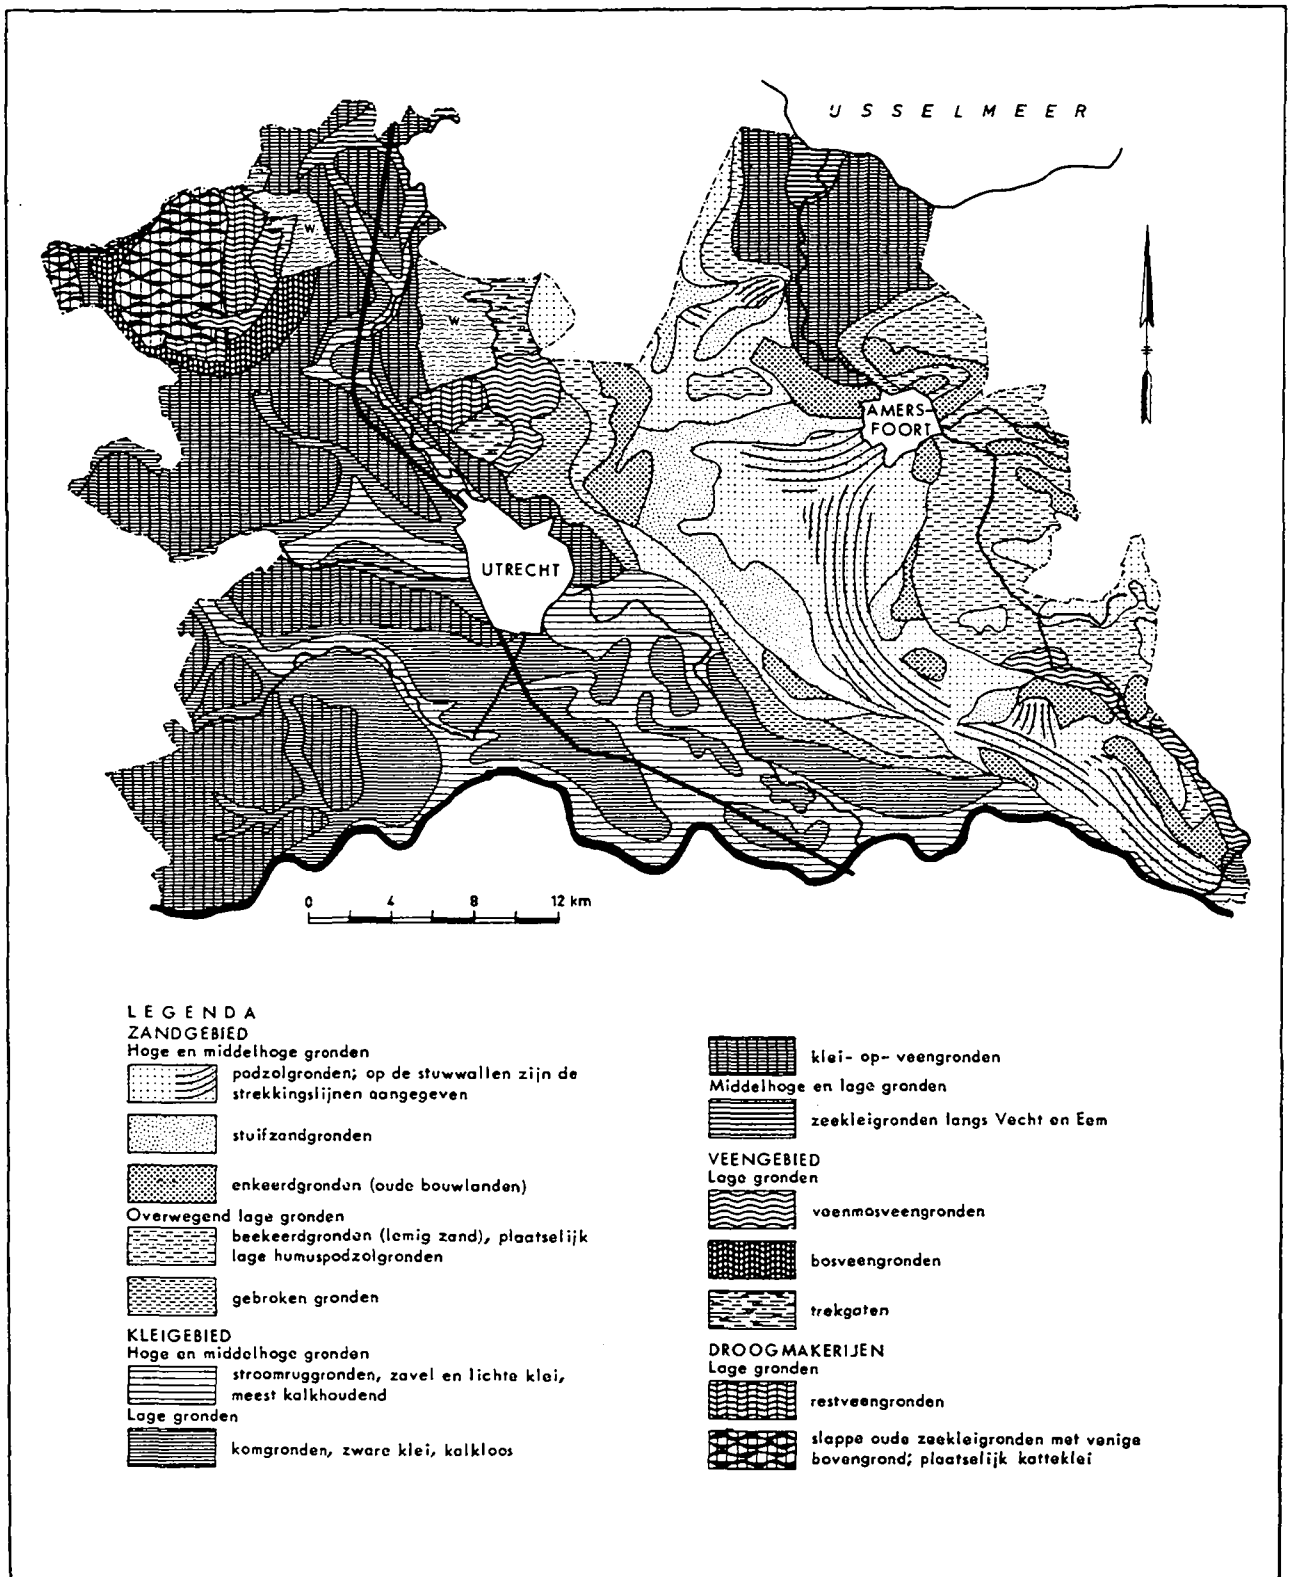 IJSSELMEER
W
W
AMERS-
FOORT
UTRECHT
0 4 8 12 km
LEGENDA
ZANDGEBIED
Hoge en middelhoge gronden
podzolgronden; op de stuwwallen zijn de
strekkingslijnen aangegeven
stuifzandgronden
enkeerdgronden (oude bouwlanden)
Overwegend lage gronden
beekeerdgronden (lemig zand), plaatselijk
lage humuspodzolgronden
gebroken gronden
KLEIGEBIED
Hoge en middelhoge gronden
stroomruggronden, zavel en lichte klei,
meest kalkhoudend
Lage gronden
komgronden, zware klei, kalkloos
klei-op-veengronden
Middelhoge en lage gronden
zeekleigronden langs Vecht en Eem
VEENGEBIED
Lage gronden
veenmosveengronden
bosveengronden
trekgaten
DROOGMAKERIJEN
Lage gronden
restveengronden
slappe oude zeekleigronden met venige
bovengrond; plaatselijk katteklei